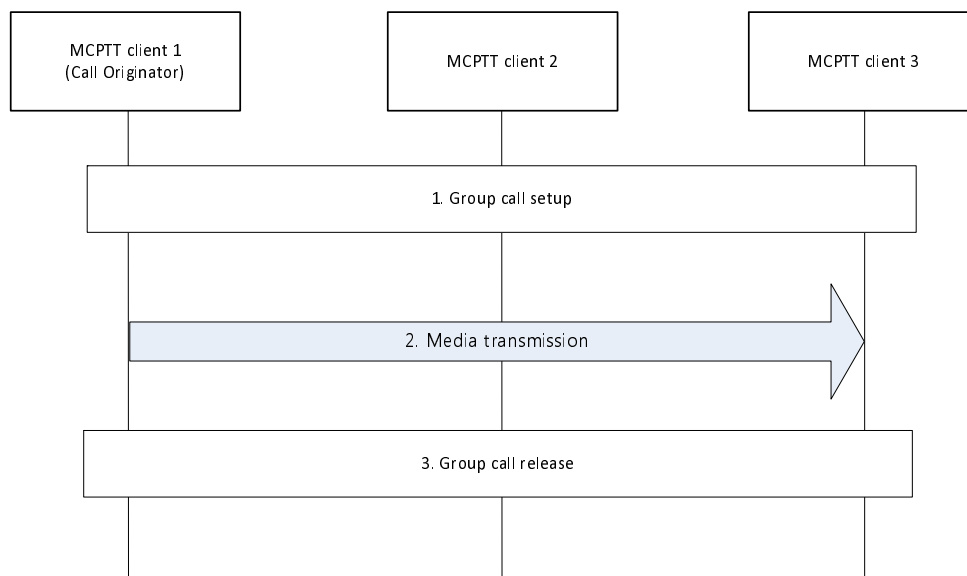 MCPTT client 1
(Call Originator)
MCPTT client 2
MCPTT client 3
1. Group call setup
2. Media transmission
3. Group call release